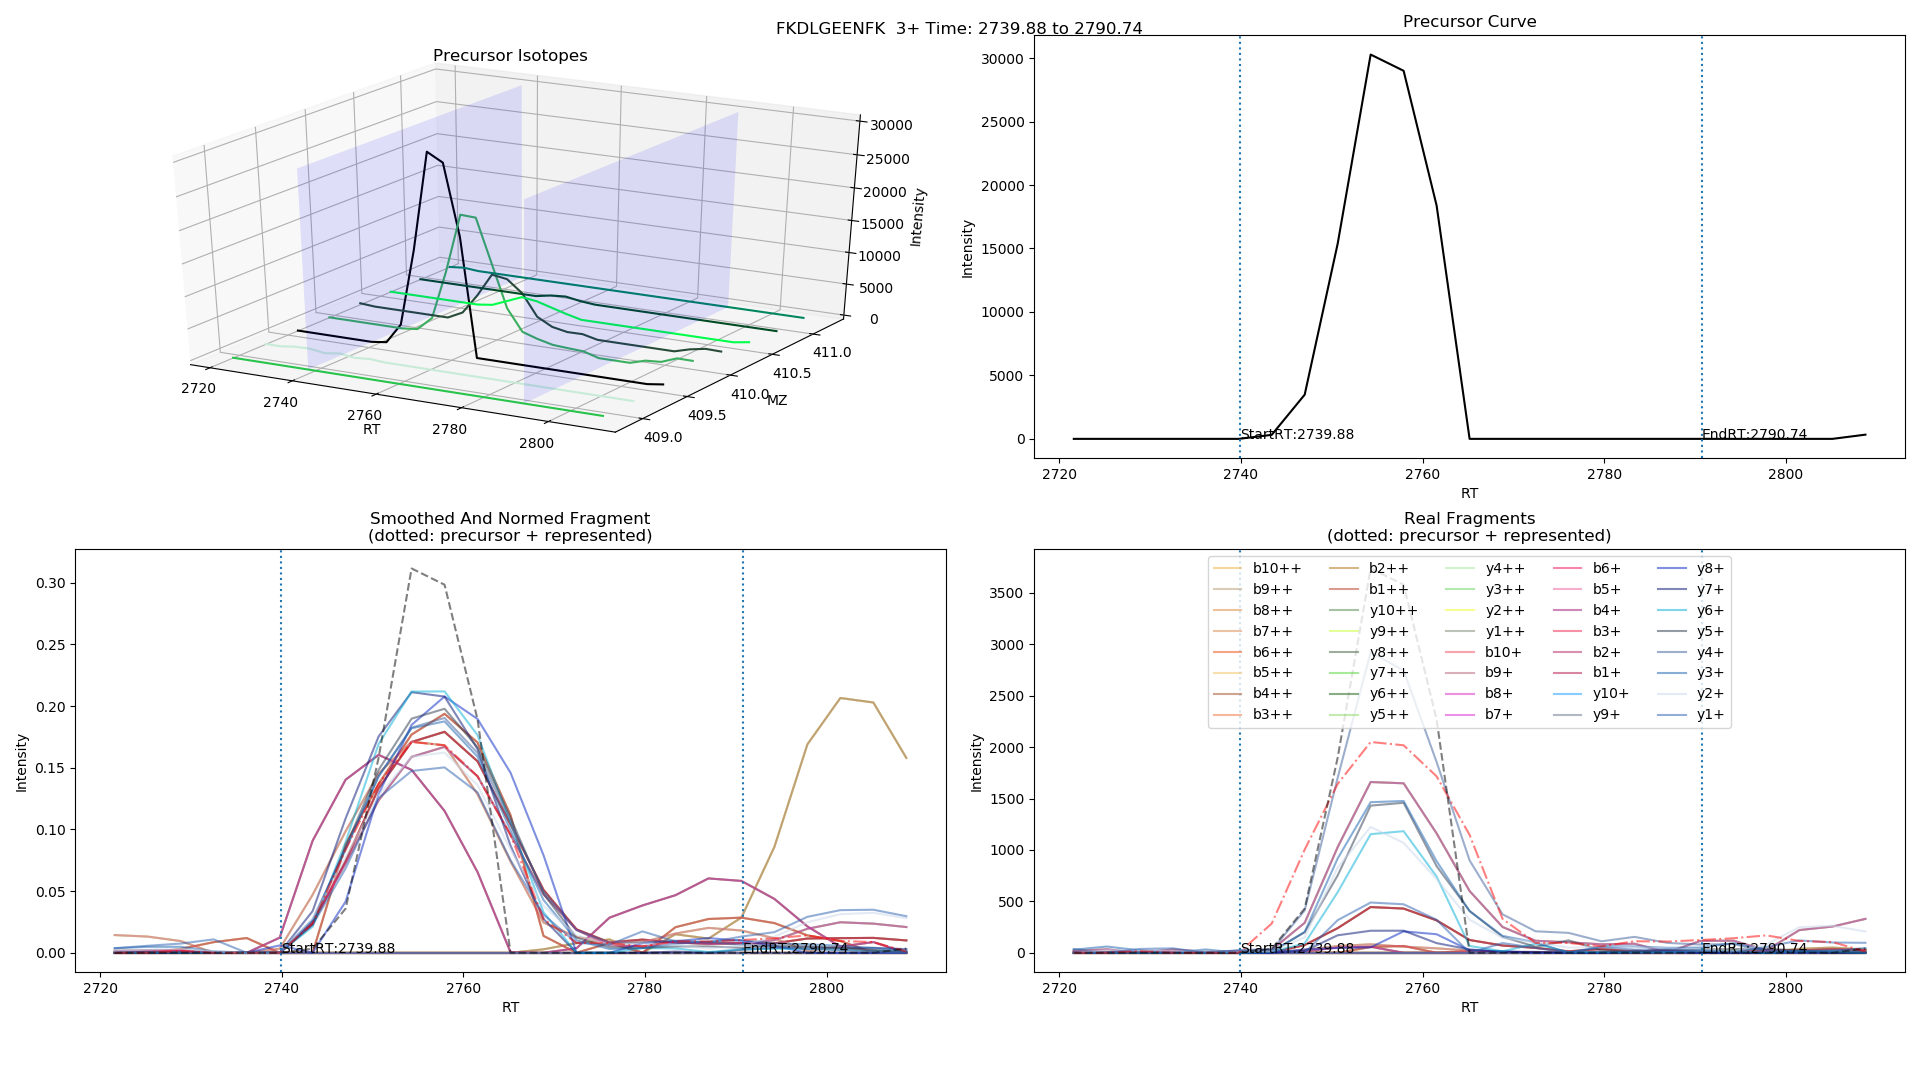 FKDLGEENFK  3+ Time: 2739.88 to 2790.74
Precursor Isotopes
30000
25000
20000
15000
10000
5000
0
Intensity
2720
2740
2760
2780
2800
RT
409.0
409.5
410.0
410.5
411.0
MZ
Precursor Curve
30000
25000
20000
15000
10000
5000
0
Intensity
StartRT:2739.88
EndRT:2790.74
2720
2740
2760
2780
2800
RT
Smoothed And Normed Fragment
(dotted: precursor + represented)
0.30
0.25
0.20
0.15
0.10
0.05
0.00
Intensity
StartRT:2739.88
EndRT:2790.74
2720
2740
2760
2780
2800
RT
Real Fragments
(dotted: precursor + represented)
3500
3000
2500
2000
1500
1000
500
0
Intensity
b10++
b9++
b8++
b7++
b6++
b5++
b4++
b3++
b2++
b1++
y10++
y9++
y8++
y7++
y6++
y5++
y4++
y3++
y2++
y1++
b10+
b9+
b8+
b7+
b6+
b5+
b4+
b3+
b2+
b1+
y10+
y9+
y8+
y7+
y6+
y5+
y4+
y3+
y2+
y1+
StartRT:2739.88
EndRT:2790.74
2720
2740
2760
2780
2800
RT